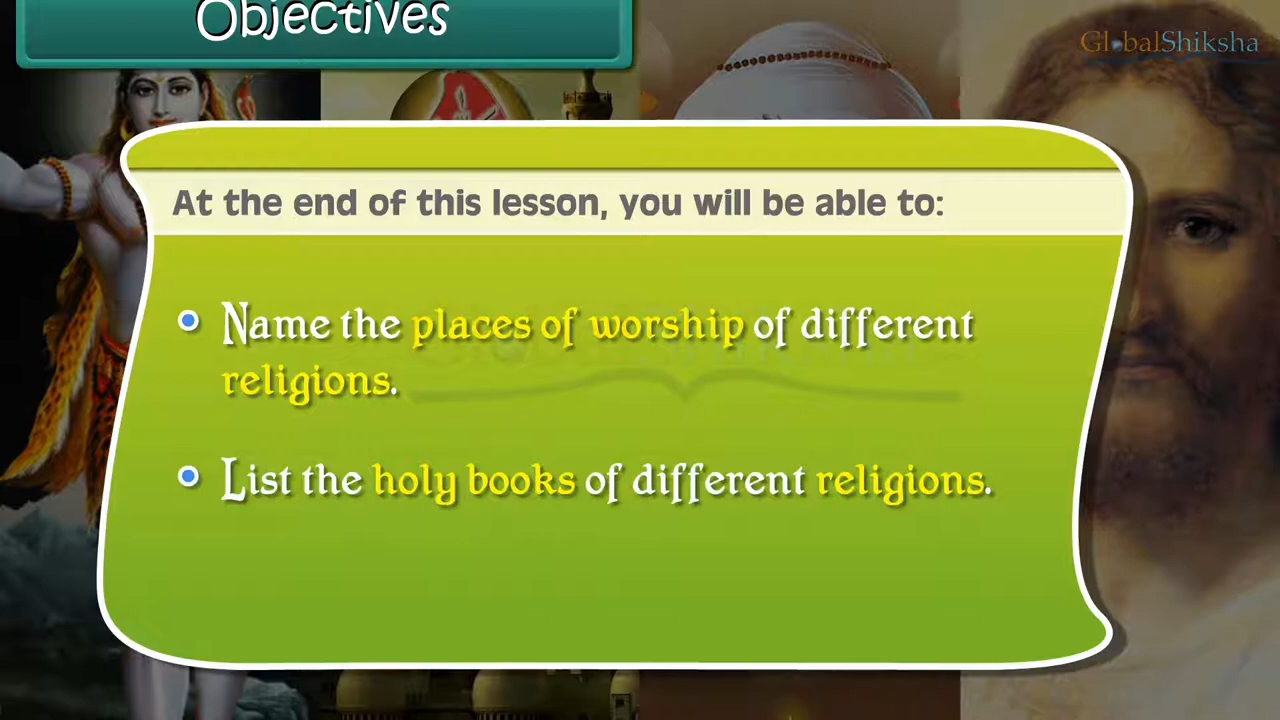 Objectives
GlobalShiksha
At the end of this lesson, you will be able to:
Name the places of worship of different
religions.
List the holy books of different religions.